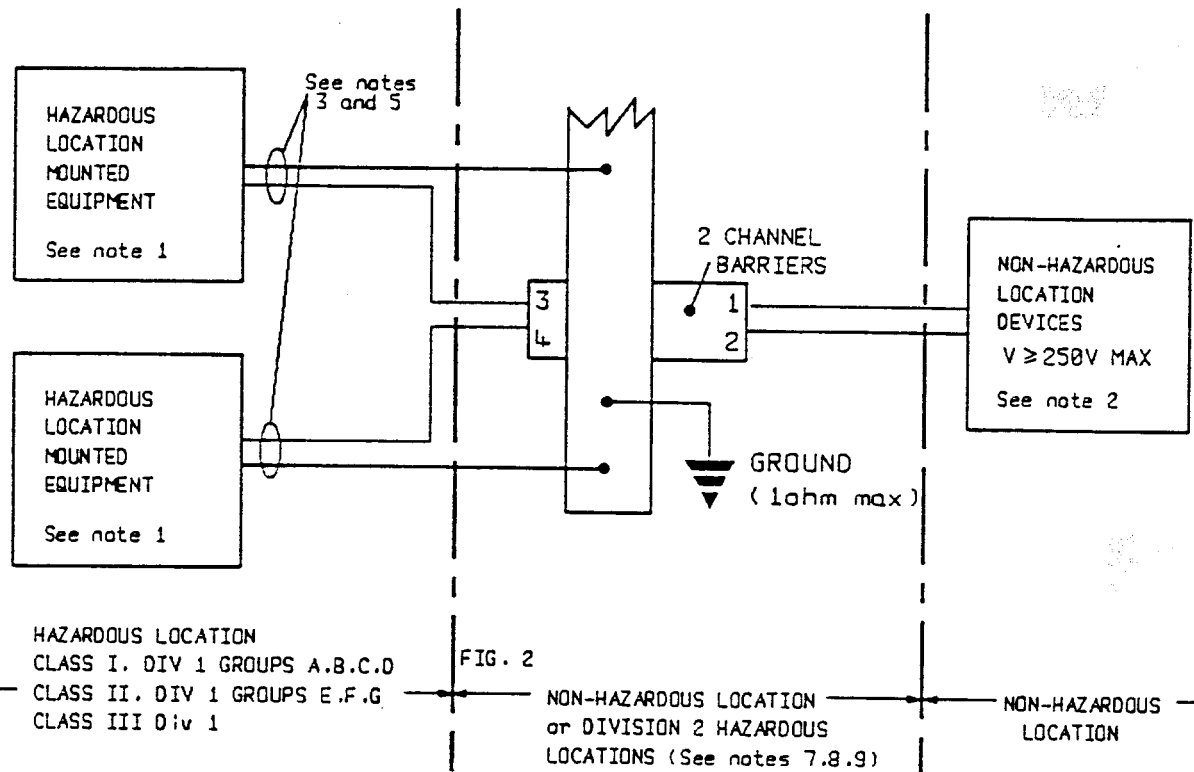 See notes
3 and 5
HAZARDOUS
LOCATION
MOUNTED
EQUIPMENT
See note 1
2 CHANNEL
BARRIERS
3
4
1
2
NON-HAZARDOUS
LOCATION
DEVICES
V ≥ 250V MAX
See note 2
HAZARDOUS
LOCATION
MOUNTED
EQUIPMENT
See note 1
GROUND
(1ohm max)
HAZARDOUS LOCATION
CLASS I. DIV 1 GROUPS A.B.C.D
CLASS II. DIV 1 GROUPS E.F.G
CLASS III Div 1
FIG. 2
NON-HAZARDOUS LOCATION
or DIVISION 2 HAZARDOUS
LOCATIONS (See notes 7.8.9)
NON-HAZARDOUS
LOCATION